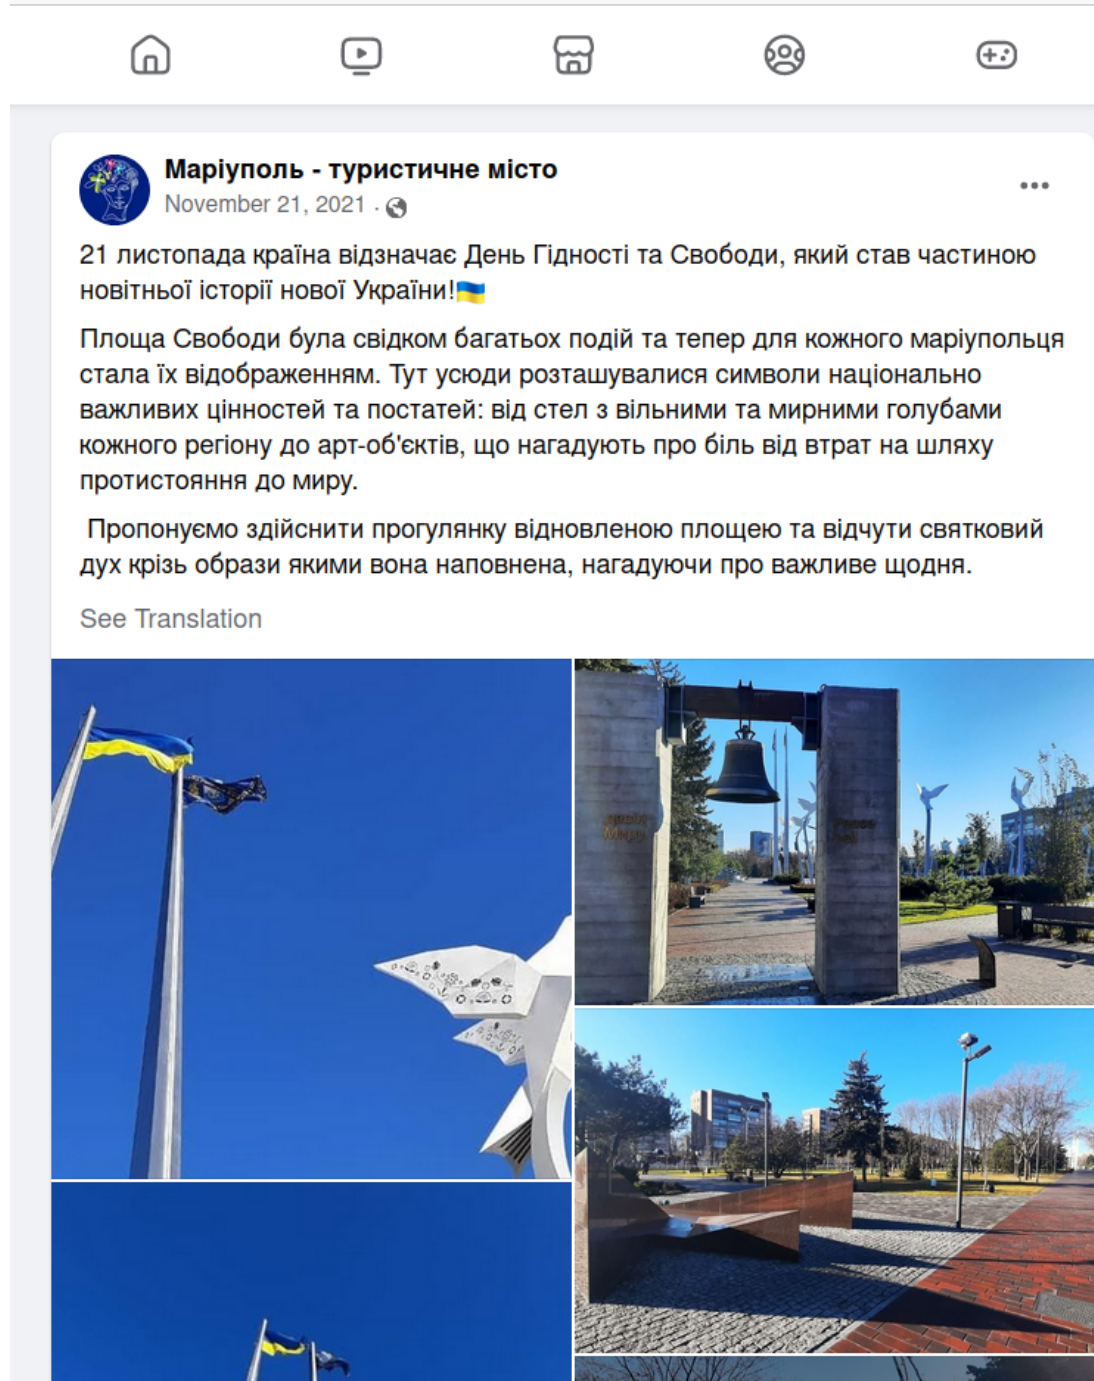 Маріуполь - туристичне місто
November 21, 2021 ·
21 листопада країна відзначає День Гідності та Свободи, який став частиною
новітньої історії нової України!🇺🇦
Площа Свободи була свідком багатьох подій та тепер для кожного маріупольця
стала їх відображенням. Тут усюди розташувалися символи національно
важливих цінностей та постатей: від стел з вільними та мирними голубами
кожного регіону до арт-об'єктів, що нагадують про біль від втрат на шляху
протистояння до миру.
Пропонуємо здійснити прогулянку відновленою площею та відчути святковий
дух крізь образи якими вона наповнена, нагадуючи про важливе щодня.
See Translation